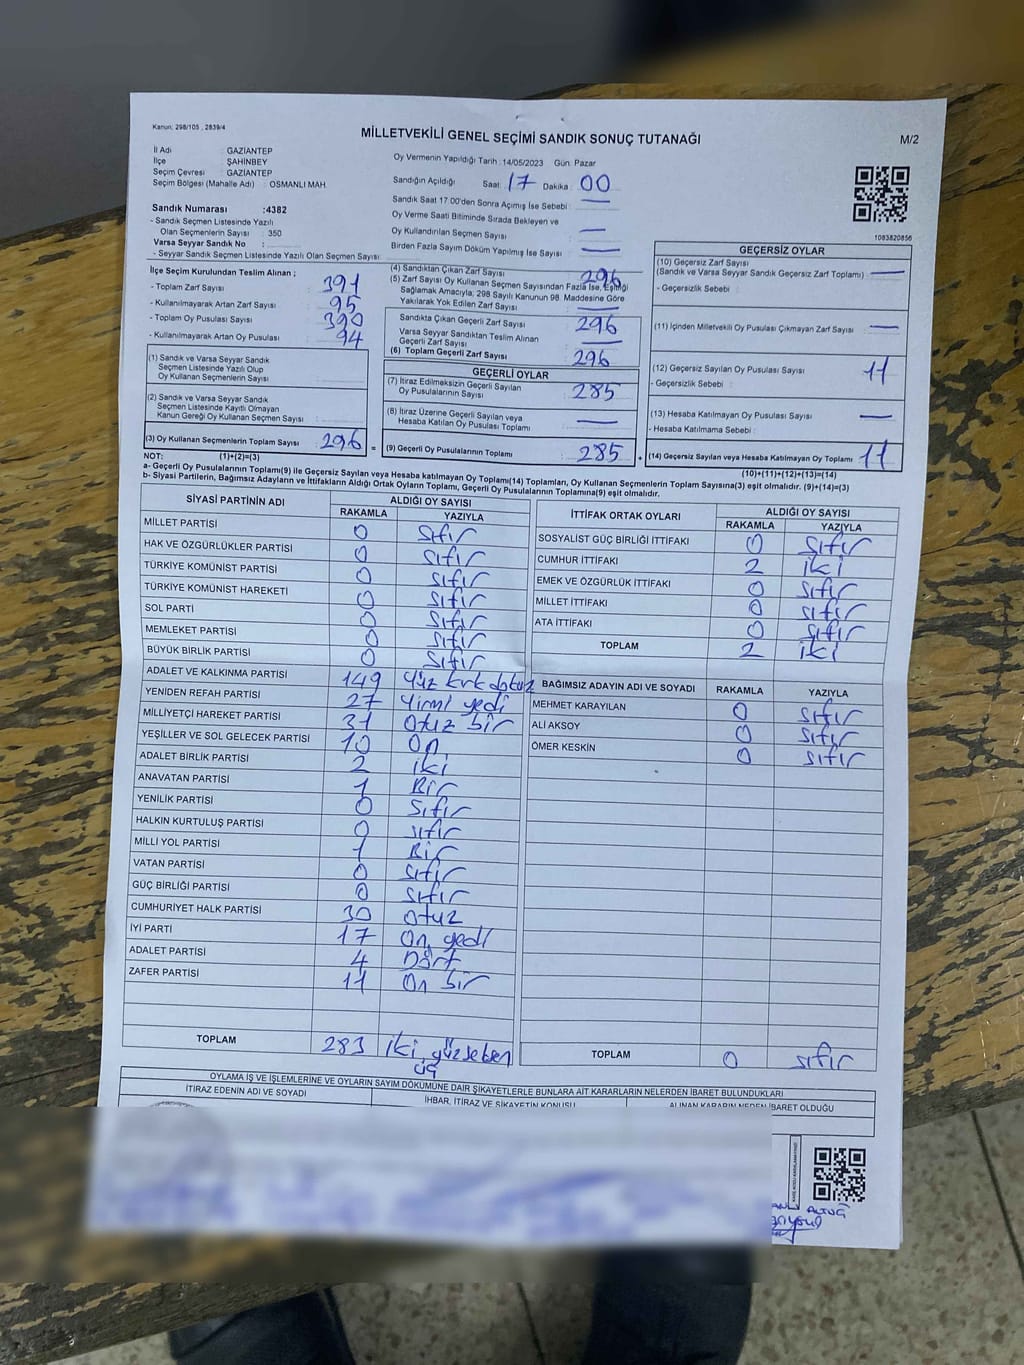 Kanun: 298/105 , 2839/4
MİLLETVEKİLİ GENEL SEÇİMİ SANDIK SONUÇ TUTANAĞI
M/2
İl Adı : GAZİANTEP
İlçe : ŞAHİNBEY
Seçim Çevresi : GAZİANTEP
Seçim Bölgesi (Mahalle Adı) : OSMANLI MAH.
Sandık Numarası :4382
- Sandık Seçmen Listesinde Yazılı
Olan Seçmenlerin Sayısı : 350
Varsa Seyyar Sandık No :
- Seyyar Sandık Seçmen Listesinde Yazılı Olan Seçmen Sayısı:
Oy Vermenin Yapıldığı Tarih :14/05/2023 Gün: Pazar
Sandığın Açıldığı Saat: 17 Dakika : 00
Sandık Saat 17.00'den Sonra Açımış İse Sebebi : —
Oy Verme Saati Bitiminde Sırada Bekleyen ve
Oy Kullandırılan Seçmen Sayısı : —
Birden Fazla Sayım Döküm Yapılmış İse Sayısı : —
1083820856
İlçe Seçim Kurulundan Teslim Alınan ;
- Toplam Zarf Sayısı : 391
- Kullanılmayarak Artan Zarf Sayısı : 95
- Toplam Oy Pusulası Sayısı : 390
- Kullanılmayarak Artan Oy Pusulası : 94
(1) Sandık ve Varsa Seyyar Sandık
Seçmen Listesinde Yazılı Olup
Oy Kullanan Seçmenlerin Sayısı :
(2) Sandık ve Varsa Seyyar Sandık
Seçmen Listesinde Kayıtlı Olmayan
Kanun Gereği Oy Kullanan Seçmen Sayısı :
(3) Oy Kullanan Seçmenlerin Toplam Sayısı : 296
(4) Sandıktan Çıkan Zarf Sayısı : 296
(5) Zarf Sayısı Oy Kullanan Seçmen Sayısından Fazla İse, Eşitliği
Sağlamak Amacıyla; 298 Sayılı Kanunun 98. Maddesine Göre
Yakılarak Yok Edilen Zarf Sayısı : —
Sandıkta Çıkan Geçerli Zarf Sayısı : 296
Varsa Seyyar Sandıktan Teslim Alınan
Geçerli Zarf Sayısı : —
(6) Toplam Geçerli Zarf Sayısı : 296
GEÇERLİ OYLAR
(7) İtiraz Edilmeksizin Geçerli Sayılan
Oy Pusulalarının Sayısı : 285
(8) İtiraz Üzerine Geçerli Sayılan veya
Hesaba Katılan Oy Pusulası Toplamı : —
= (9) Geçerli Oy Pusulalarının Toplamı : 285
GEÇERSİZ OYLAR
(10) Geçersiz Zarf Sayısı
(Sandık ve Varsa Seyyar Sandık Geçersiz Zarf Toplamı) : —
- Geçersizlik Sebebi :
(11) İçinden Milletvekili Oy Pusulası Çıkmayan Zarf Sayısı : —
(12) Geçersiz Sayılan Oy Pusulası Sayısı : 11
- Geçersizlik Sebebi :
(13) Hesaba Katılmayan Oy Pusulası Sayısı : —
- Hesaba Katılmama Sebebi :
+ (14) Geçersiz Sayılan veya Hesaba Katılmayan Oy Toplamı : 11
NOT: (1)+(2)=(3)
(10)+(11)+(12)+(13)=(14)
a- Geçerli Oy Pusulalarının Toplamı(9) ile Geçersiz Sayılan veya Hesaba katılmayan Oy Toplamı(14) Toplamları, Oy Kullanan Seçmenlerin Toplam Sayısına(3) eşit olmalıdır. (9)+(14)=(3)
b- Siyasi Partilerin, Bağımsız Adayların ve İttifakların Aldığı Ortak Oyların Toplamı, Geçerli Oy Pusulalarının Toplamına(9) eşit olmalıdır.
SİYASİ PARTİNİN ADI ALDIĞI OY SAYISI
RAKAMLA YAZIYLA
MİLLET PARTİSİ 0 sıfır
HAK VE ÖZGÜRLÜKLER PARTİSİ 0 sıfır
TÜRKİYE KOMÜNİST PARTİSİ 0 sıfır
TÜRKİYE KOMÜNİST HAREKETİ 0 sıfır
SOL PARTİ 0 sıfır
MEMLEKET PARTİSİ 0 sıfır
BÜYÜK BİRLİK PARTİSİ 0 sıfır
ADALET VE KALKINMA PARTİSİ 149 Yüz kırk dokuz
YENİDEN REFAH PARTİSİ 27 Yirmi yedi
MİLLİYETÇİ HAREKET PARTİSİ 31 Otuz bir
YEŞİLLER VE SOL GELECEK PARTİSİ 10 On
ADALET BİRLİK PARTİSİ 2 iki
ANAVATAN PARTİSİ 1 Bir
YENİLİK PARTİSİ 0 Sıfır
HALKIN KURTULUŞ PARTİSİ 0 sıfır
MİLLİ YOL PARTİSİ 1 Bir
VATAN PARTİSİ 0 sıfır
GÜÇ BİRLİĞİ PARTİSİ 0 sıfır
CUMHURİYET HALK PARTİSİ 30 otuz
İYİ PARTİ 17 On yedi
ADALET PARTİSİ 4 Dört
ZAFER PARTİSİ 11 On bir
TOPLAM 283 iki yüzseksen
üç
İTTİFAK ORTAK OYLARI ALDIĞI OY SAYISI
RAKAMLA YAZIYLA
SOSYALİST GÜÇ BİRLİĞİ İTTİFAKI 0 sıfır
CUMHUR İTTİFAKI 2 iki
EMEK VE ÖZGÜRLÜK İTTİFAKI 0 sıfır
MİLLET İTTİFAKI 0 sıfır
ATA İTTİFAKI 0 sıfır
TOPLAM 2 iki
BAĞIMSIZ ADAYIN ADI VE SOYADI RAKAMLA YAZIYLA
MEHMET KARAYILAN 0 sıfır
ALİ AKSOY 0 sıfır
ÖMER KESKİN 0 sıfır
TOPLAM 0 sıfır
OYLAMA İŞ VE İŞLEMLERİNE VE OYLARIN SAYIM DÖKÜMÜNE DAİR ŞİKAYETLERLE BUNLARA AİT KARARLARIN NELERDEN İBARET BULUNDUKLARI
İTİRAZ EDENİN ADI VE SOYADI İHBAR, İTİRAZ VE ŞİKAYETİN KONUSU ALINAN KARARIN NEDEN İBARET OLDUĞU
ALTUĞ